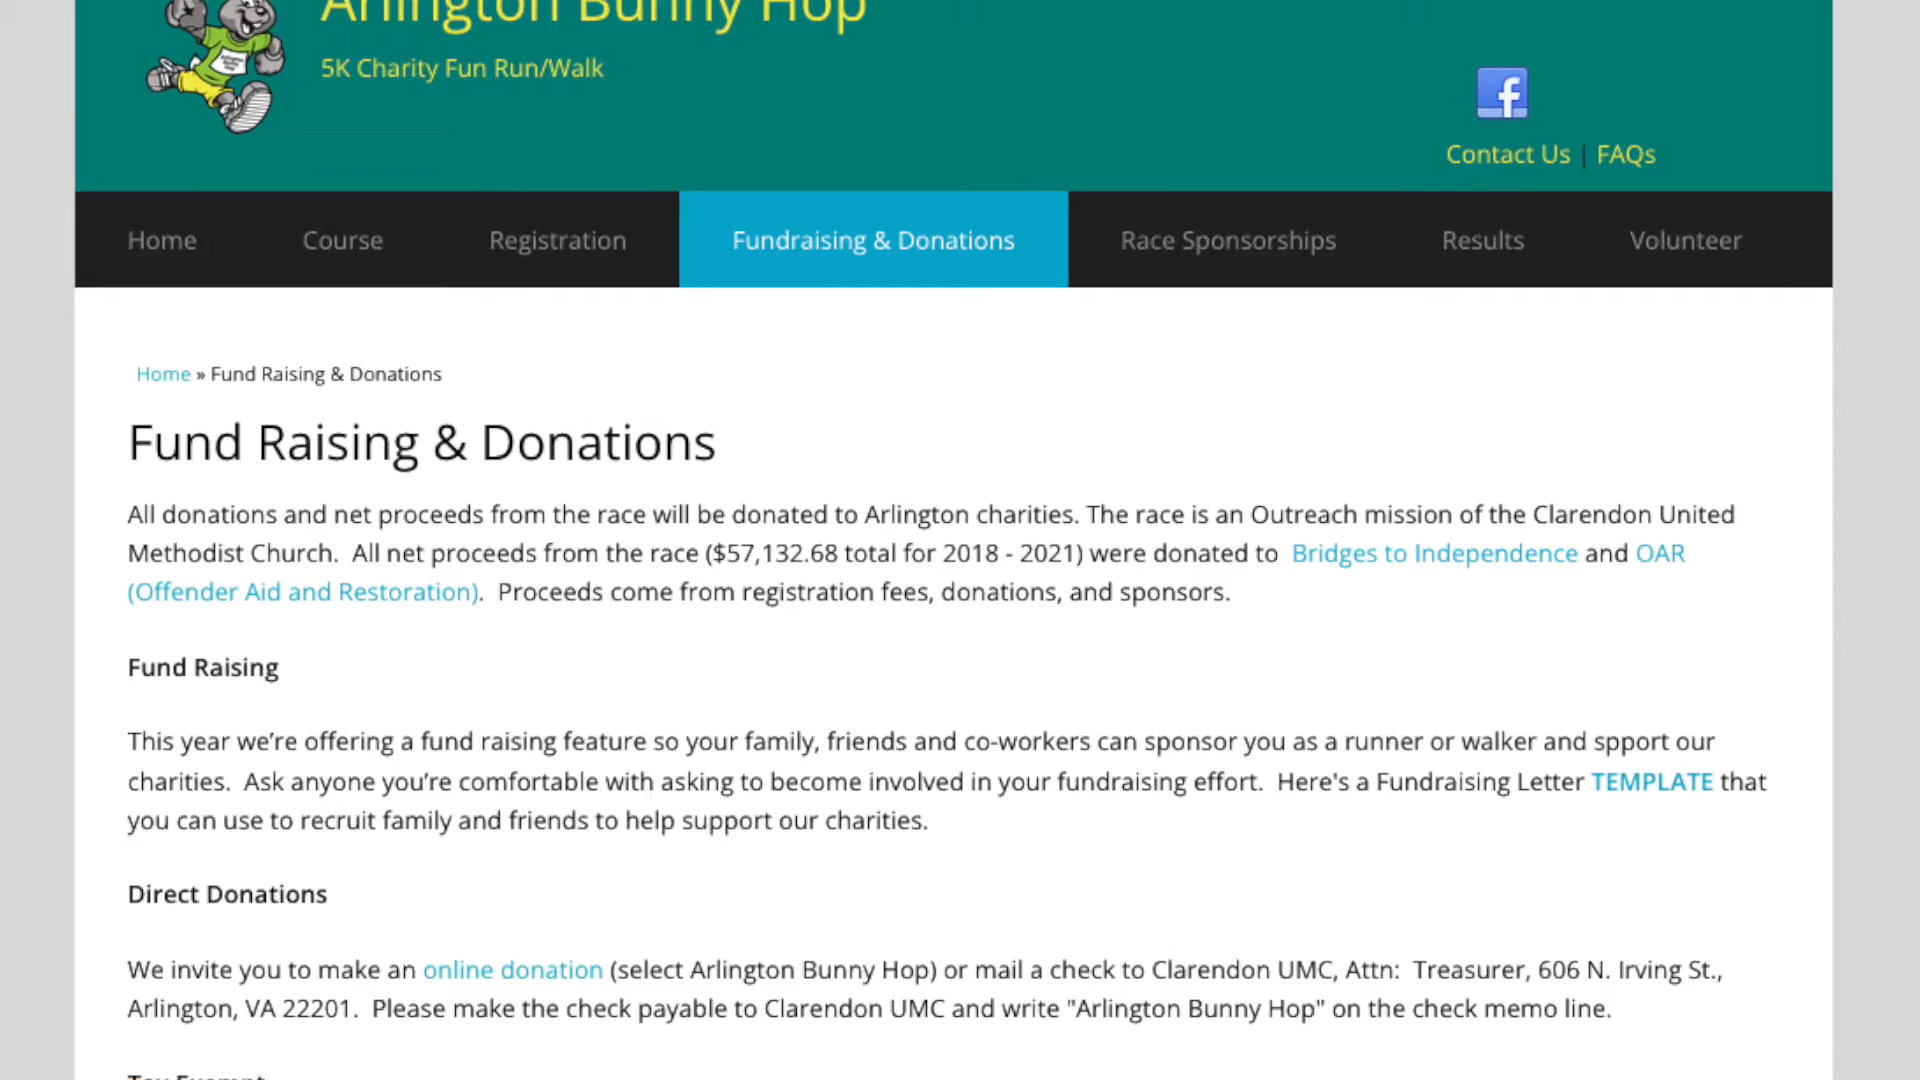 Arlington Bunny Hop
5K Charity Fun Run/Walk
Contact Us | FAQs
Home Course Registration Fundraising & Donations Race Sponsorships Results Volunteer
Home » Fund Raising & Donations
Fund Raising & Donations
All donations and net proceeds from the race will be donated to Arlington charities. The race is an Outreach mission of the Clarendon United
Methodist Church. All net proceeds from the race ($57,132.68 total for 2018 - 2021) were donated to Bridges to Independence and OAR
(Offender Aid and Restoration). Proceeds come from registration fees, donations, and sponsors.
Fund Raising
This year we’re offering a fund raising feature so your family, friends and co-workers can sponsor you as a runner or walker and spport our
charities. Ask anyone you’re comfortable with asking to become involved in your fundraising effort. Here's a Fundraising Letter TEMPLATE that
you can use to recruit family and friends to help support our charities.
Direct Donations
We invite you to make an online donation (select Arlington Bunny Hop) or mail a check to Clarendon UMC, Attn: Treasurer, 606 N. Irving St.,
Arlington, VA 22201. Please make the check payable to Clarendon UMC and write "Arlington Bunny Hop" on the check memo line.
Tax Exempt